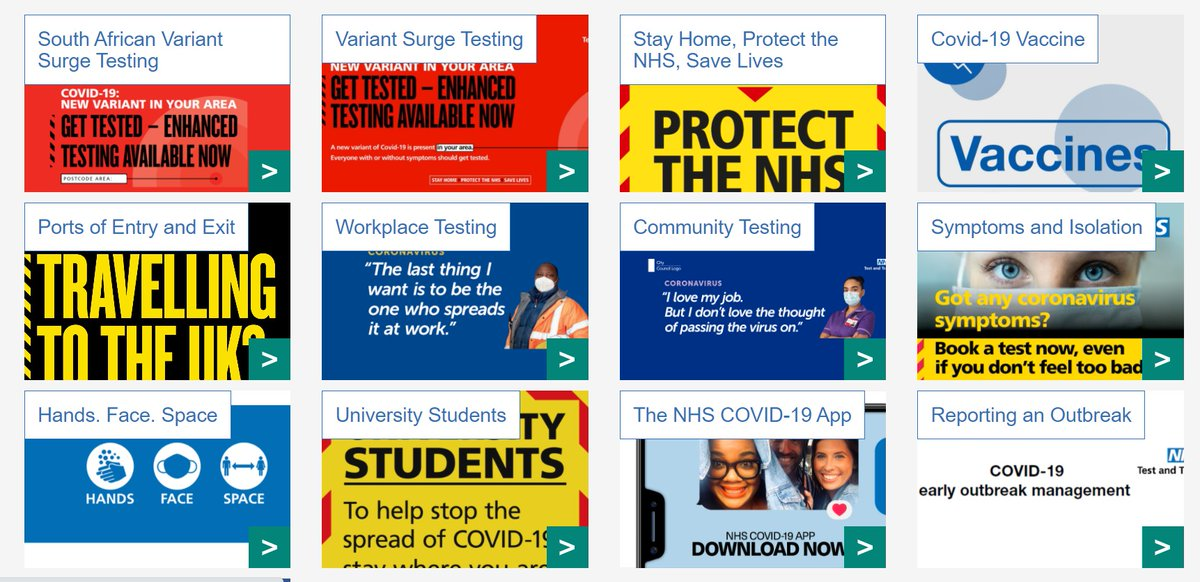 South African Variant
Surge Testing
COVID-19:
NEW VARIANT IN YOUR AREA
GET TESTED – ENHANCED
TESTING AVAILABLE NOW
POSTCODE AREA:
>
Variant Surge Testing
NEW VARIANT IN YOUR AREA
GET TESTED – ENHANCED
TESTING AVAILABLE NOW
A new variant of Covid-19 is present in your area.
Everyone with or without symptoms should get tested.
STAY HOME PROTECT THE NHS SAVE LIVES
>
Stay Home, Protect the
NHS, Save Lives
PROTECT
THE NHS
>
Covid-19 Vaccine
Vaccines
>
Ports of Entry and Exit
TRAVELLING
TO THE UK?
>
Workplace Testing
CORONAVIRUS
“The last thing I
want is to be the
one who spreads
it at work.”
>
Community Testing
City
Council Logo
Test and
CORONAVIRUS
“I love my job.
But I don’t love the thought
of passing the virus on.”
>
Symptoms and Isolation
Got any coronavirus
symptoms?
Book a test now, even
if you don’t feel too bad
>
Hands. Face. Space
HANDS FACE SPACE
>
University Students
UNIVERSITY
STUDENTS
To help stop the
spread of COVID-19
stay where you are
>
The NHS COVID-19 App
NHS COVID-19 APP
DOWNLOAD NOW
>
Reporting an Outbreak
Test and
COVID-19
early outbreak management
>